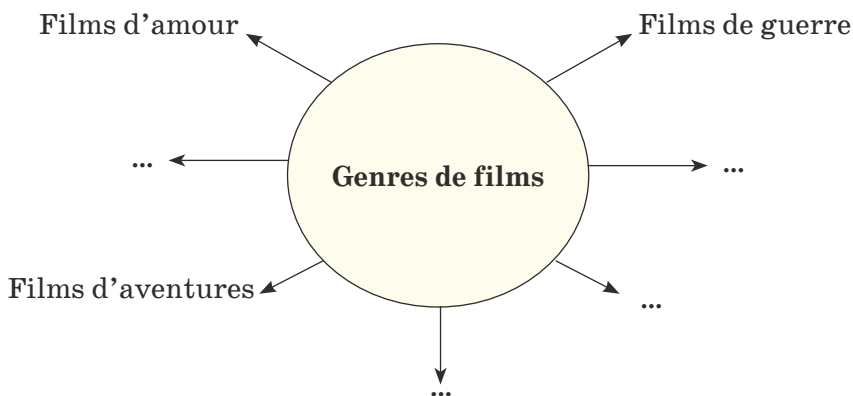 Films d’amour
Films de guerre
...
Genres de films
...
Films d’aventures
...
...